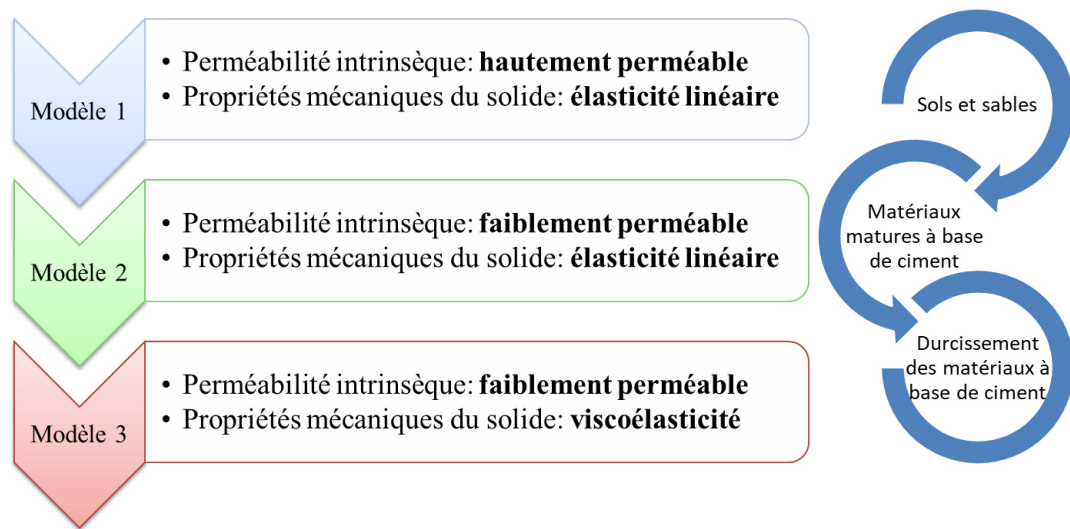 Modèle 1
• Perméabilité intrinsèque: hautement perméable
• Propriétés mécaniques du solide: élasticité linéaire
Sols et sables
Modèle 2
• Perméabilité intrinsèque: faiblement perméable
• Propriétés mécaniques du solide: élasticité linéaire
Matériaux
matures à base
de ciment
Modèle 3
• Perméabilité intrinsèque: faiblement perméable
• Propriétés mécaniques du solide: viscoélasticité
Durcissement
des matériaux à
base de ciment